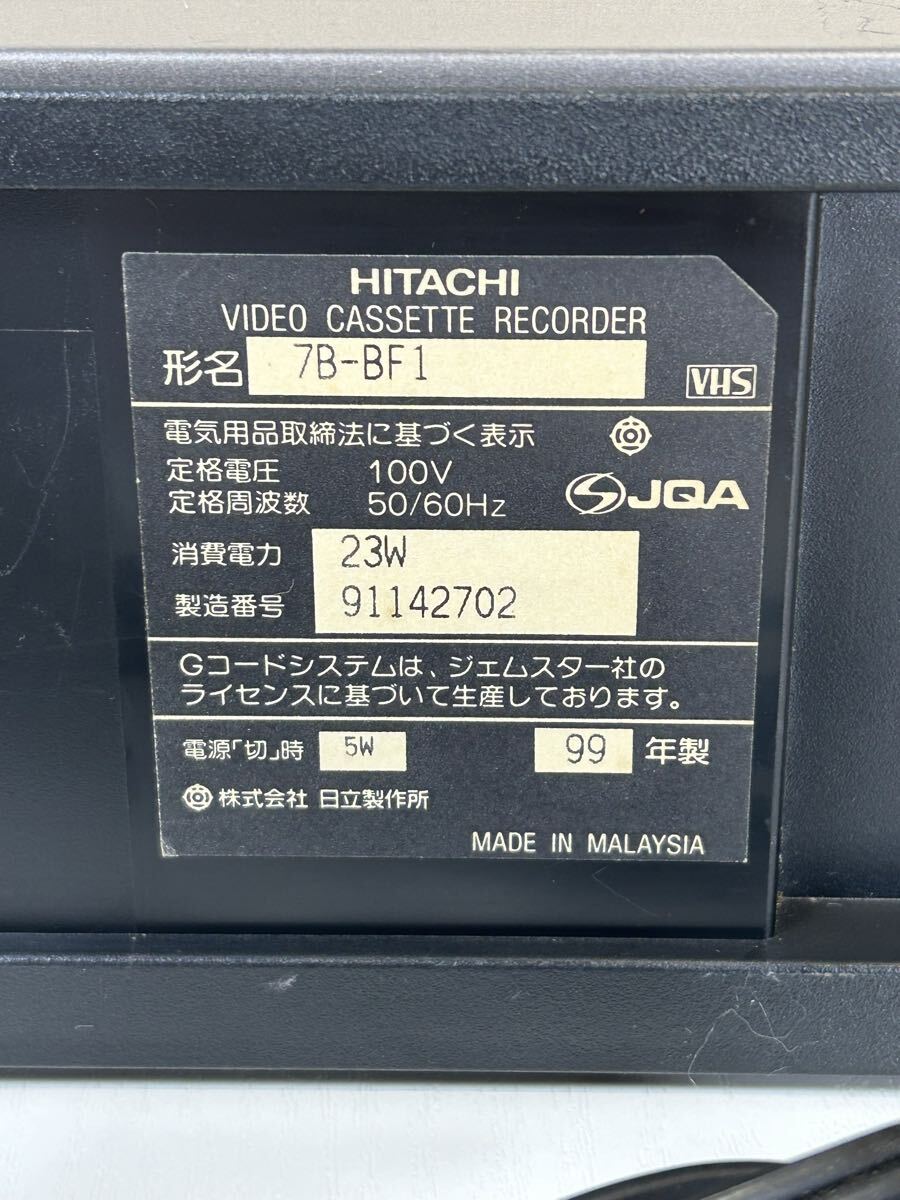 HITACHI
VIDEO CASSETTE RECORDER
形名 7B-BF1
VHS
電気用品取締法に基づく表示
定格電圧 100V
定格周波数 50/60Hz
JQA
消費電力 23W
製造番号 91142702
Gコードシステムは、ジェムスター社の
ライセンスに基づいて生産しております。
電源「切」時 5W 99 年製
株式会社 日立製作所
MADE IN MALAYSIA